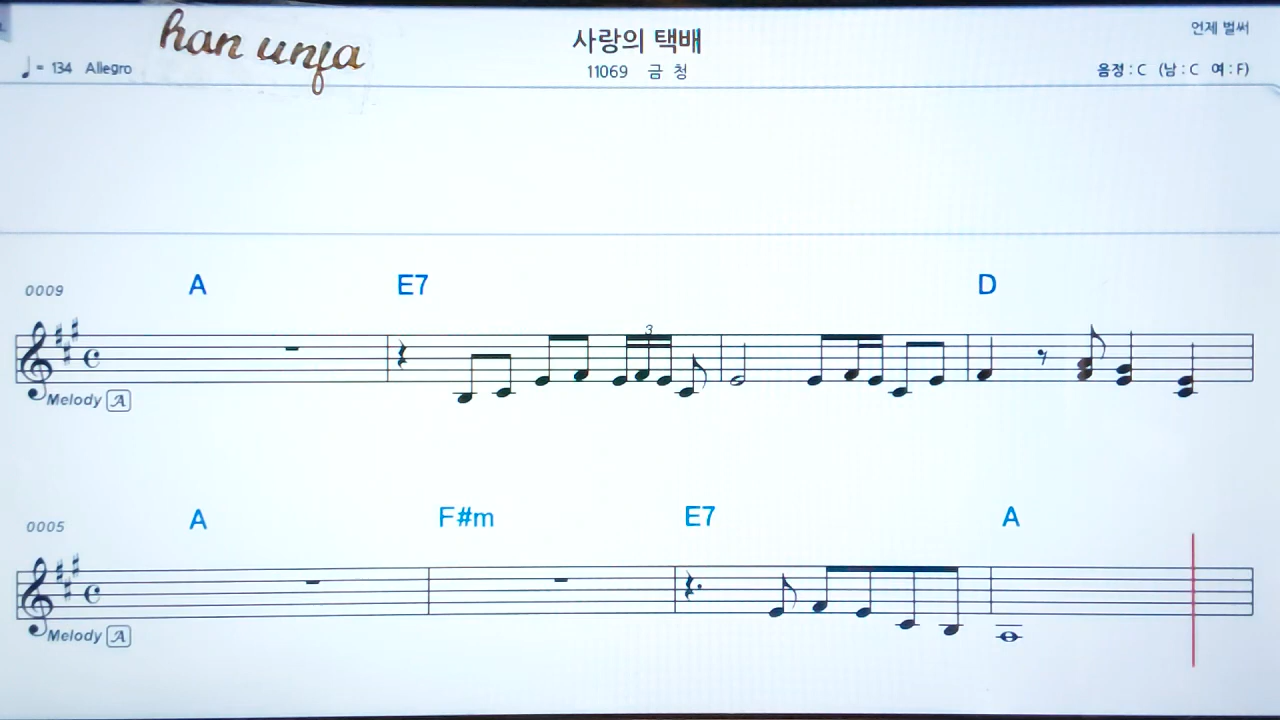 han unfa
사랑의 택배
언제 벌써
♩ = 134 Allegro
11069 금 청
음정 : C (남 : C 여 : F)
0009 A E7 D
3
Melody A
0005 A F#m E7 A
Melody A